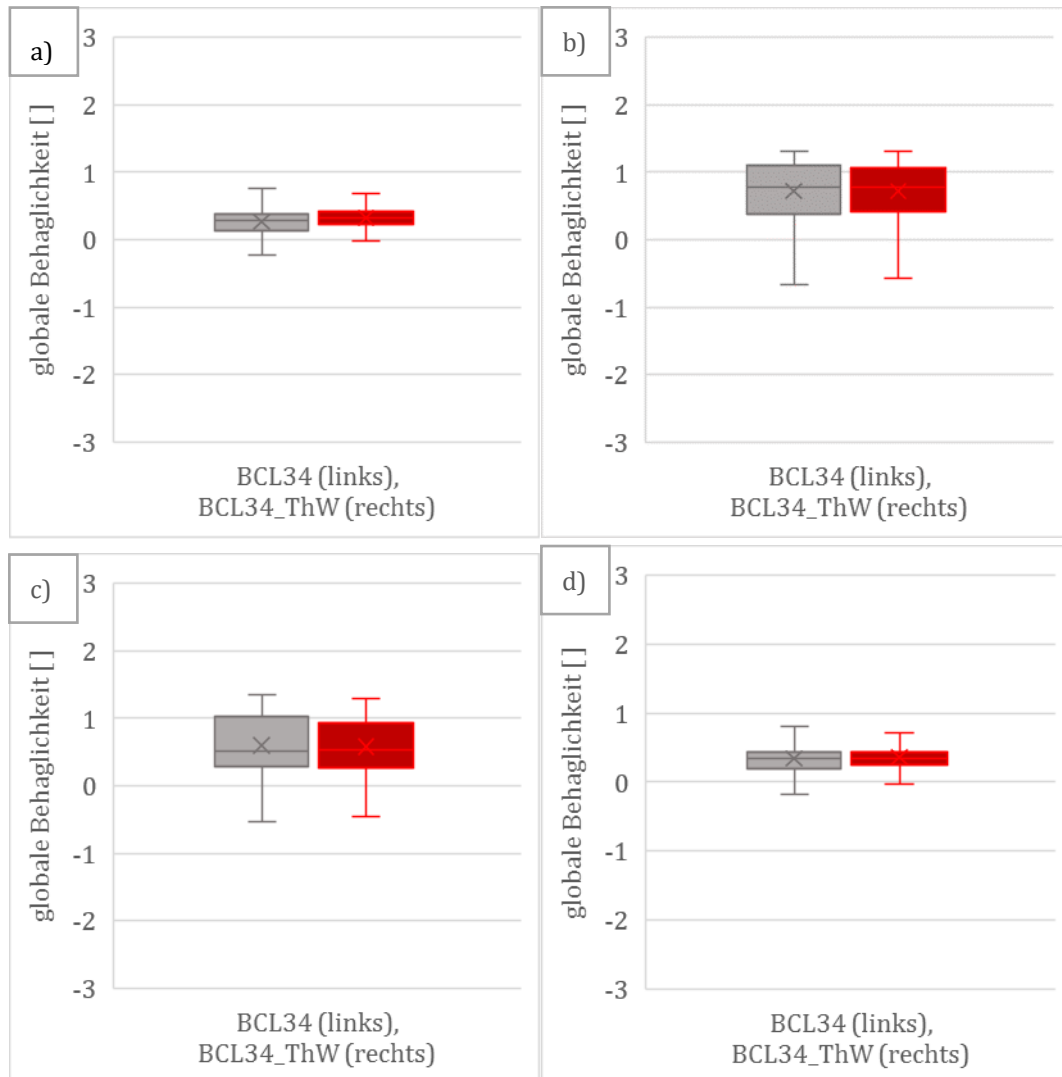 a)
globale Behaglichkeit [ ]
3
2
1
0
-1
-2
-3
BCL34 (links),
BCL34_ThW (rechts)
b)
globale Behaglichkeit [ ]
3
2
1
0
-1
-2
-3
BCL34 (links),
BCL34_ThW (rechts)
c)
globale Behaglichkeit [ ]
3
2
1
0
-1
-2
-3
BCL34 (links),
BCL34_ThW (rechts)
d)
globale Behaglichkeit [ ]
3
2
1
0
-1
-2
-3
BCL34 (links),
BCL34_ThW (rechts)